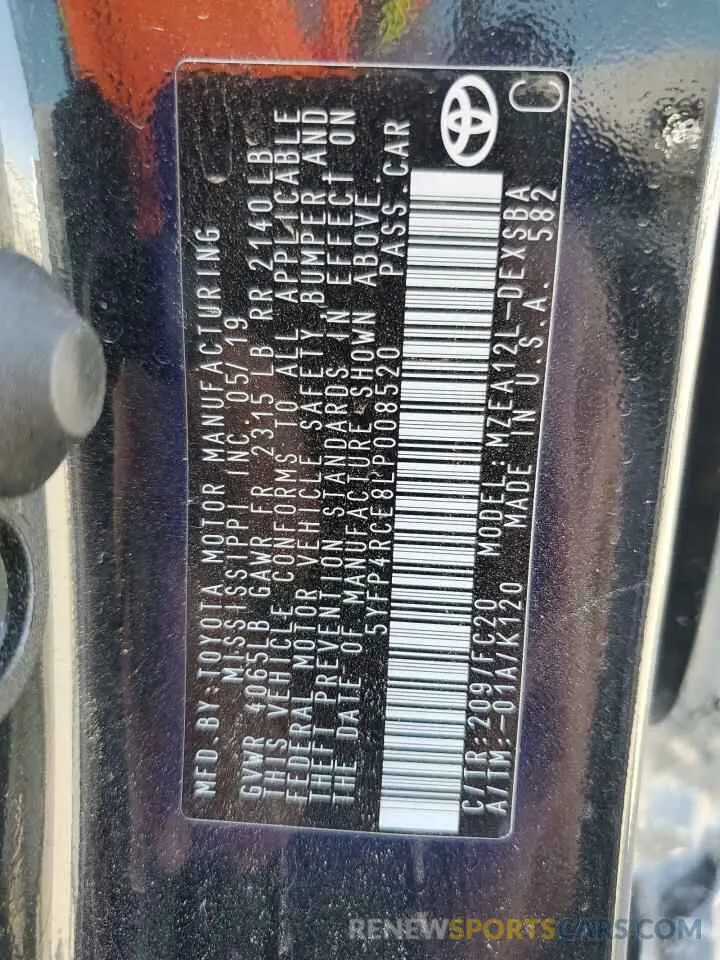 MFD.BY:TOYOTA MOTOR MANUFACTURING
MISSISSIPPI INC. 05/19
GVWR 4065LB GAWR FR 2315 LB RR 2140LB
THIS VEHICLE CONFORMS TO ALL APPLICABLE
FEDERAL MOTOR VEHICLE SAFETY, BUMPER AND
THEFT PREVENTION STANDARDS IN EFFECT ON
THE DATE OF MANUFACTURE SHOWN ABOVE.
5YFP4RCE8LP008520 PASS.CAR
C/TR:209/FC20 MODEL:MZEA12L-DEXSBA
A/TM:-01A/K120 MADE IN U.S.A. 582
C
RENEWSPORTSCARS.COM